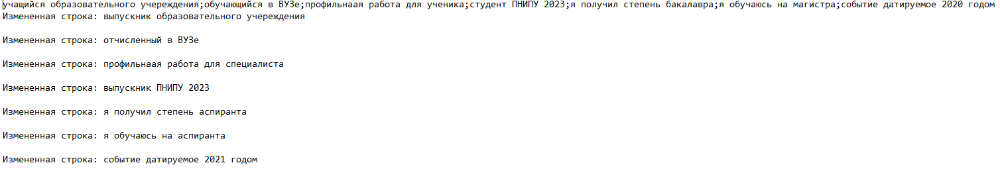 учащийся образовательного учереждения;обучающийся в ВУЗе;профильнаая работа для ученика;студент ПНИПУ 2023;я получил степень бакалавра;я обучаюсь на магистра;событие датируемое 2020 годом
Измененная строка: выпускник образовательного учереждения
Измененная строка: отчисленный в ВУЗе
Измененная строка: профильнаая работа для специалиста
Измененная строка: выпускник ПНИПУ 2023
Измененная строка: я получил степень аспиранта
Измененная строка: я обучаюсь на аспиранта
Измененная строка: событие датируемое 2021 годом